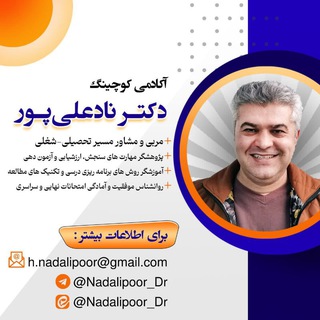 آکادمی کوچینگ
دکتر نادعلی‌پور
+ مربی و مشاور مسیر تحصیلی - شغلی
+ پژوهشگر مهارت های سنجش، ارزشیابی و آزمون دهی
+ آموزشگر روش های برنامه ریزی درسی و تکنیک های مطالعه
+ روانشناس موفقیت و آمادگی امتحانات نهایی و سراسری
برای اطلاعات بیشتر:
h.nadalipoor@gmail.com
@Nadalipoor_Dr
@Nadalipoor_Dr